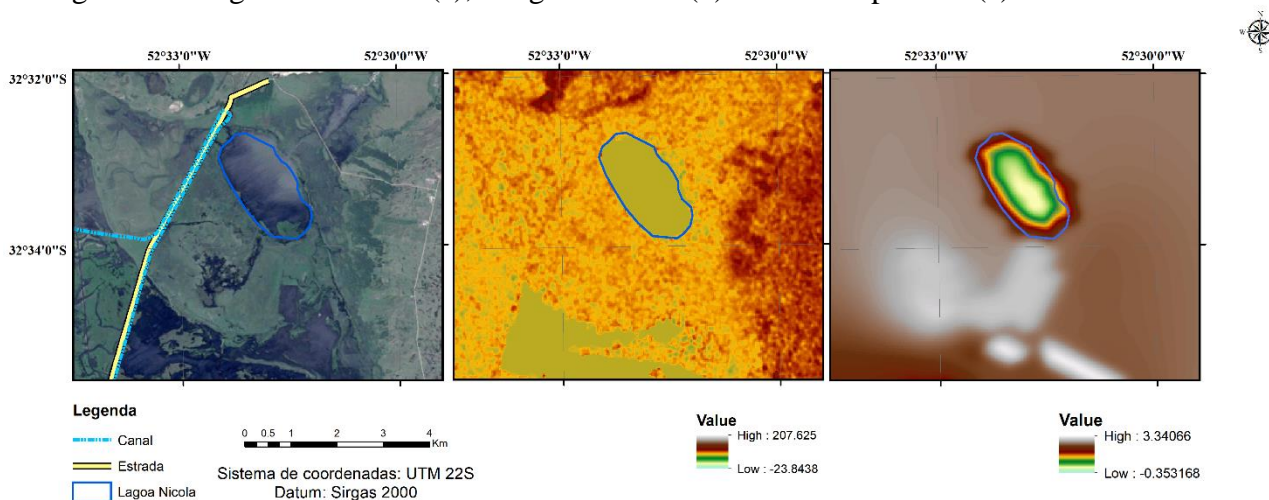 52°33'0"W 52°30'0"W 52°33'0"W 52°30'0"W 52°33'0"W 52°30'0"W
32°32'0"S
32°34'0"S
Legenda
Canal
Estrada
Lagoa Nicola
0 0.5 1 2 3 4
Km
Sistema de coordenadas: UTM 22S
Datum: Sirgas 2000
Value
High : 207.625
Low : -23.8438
Value
High : 3.34066
Low : -0.353168